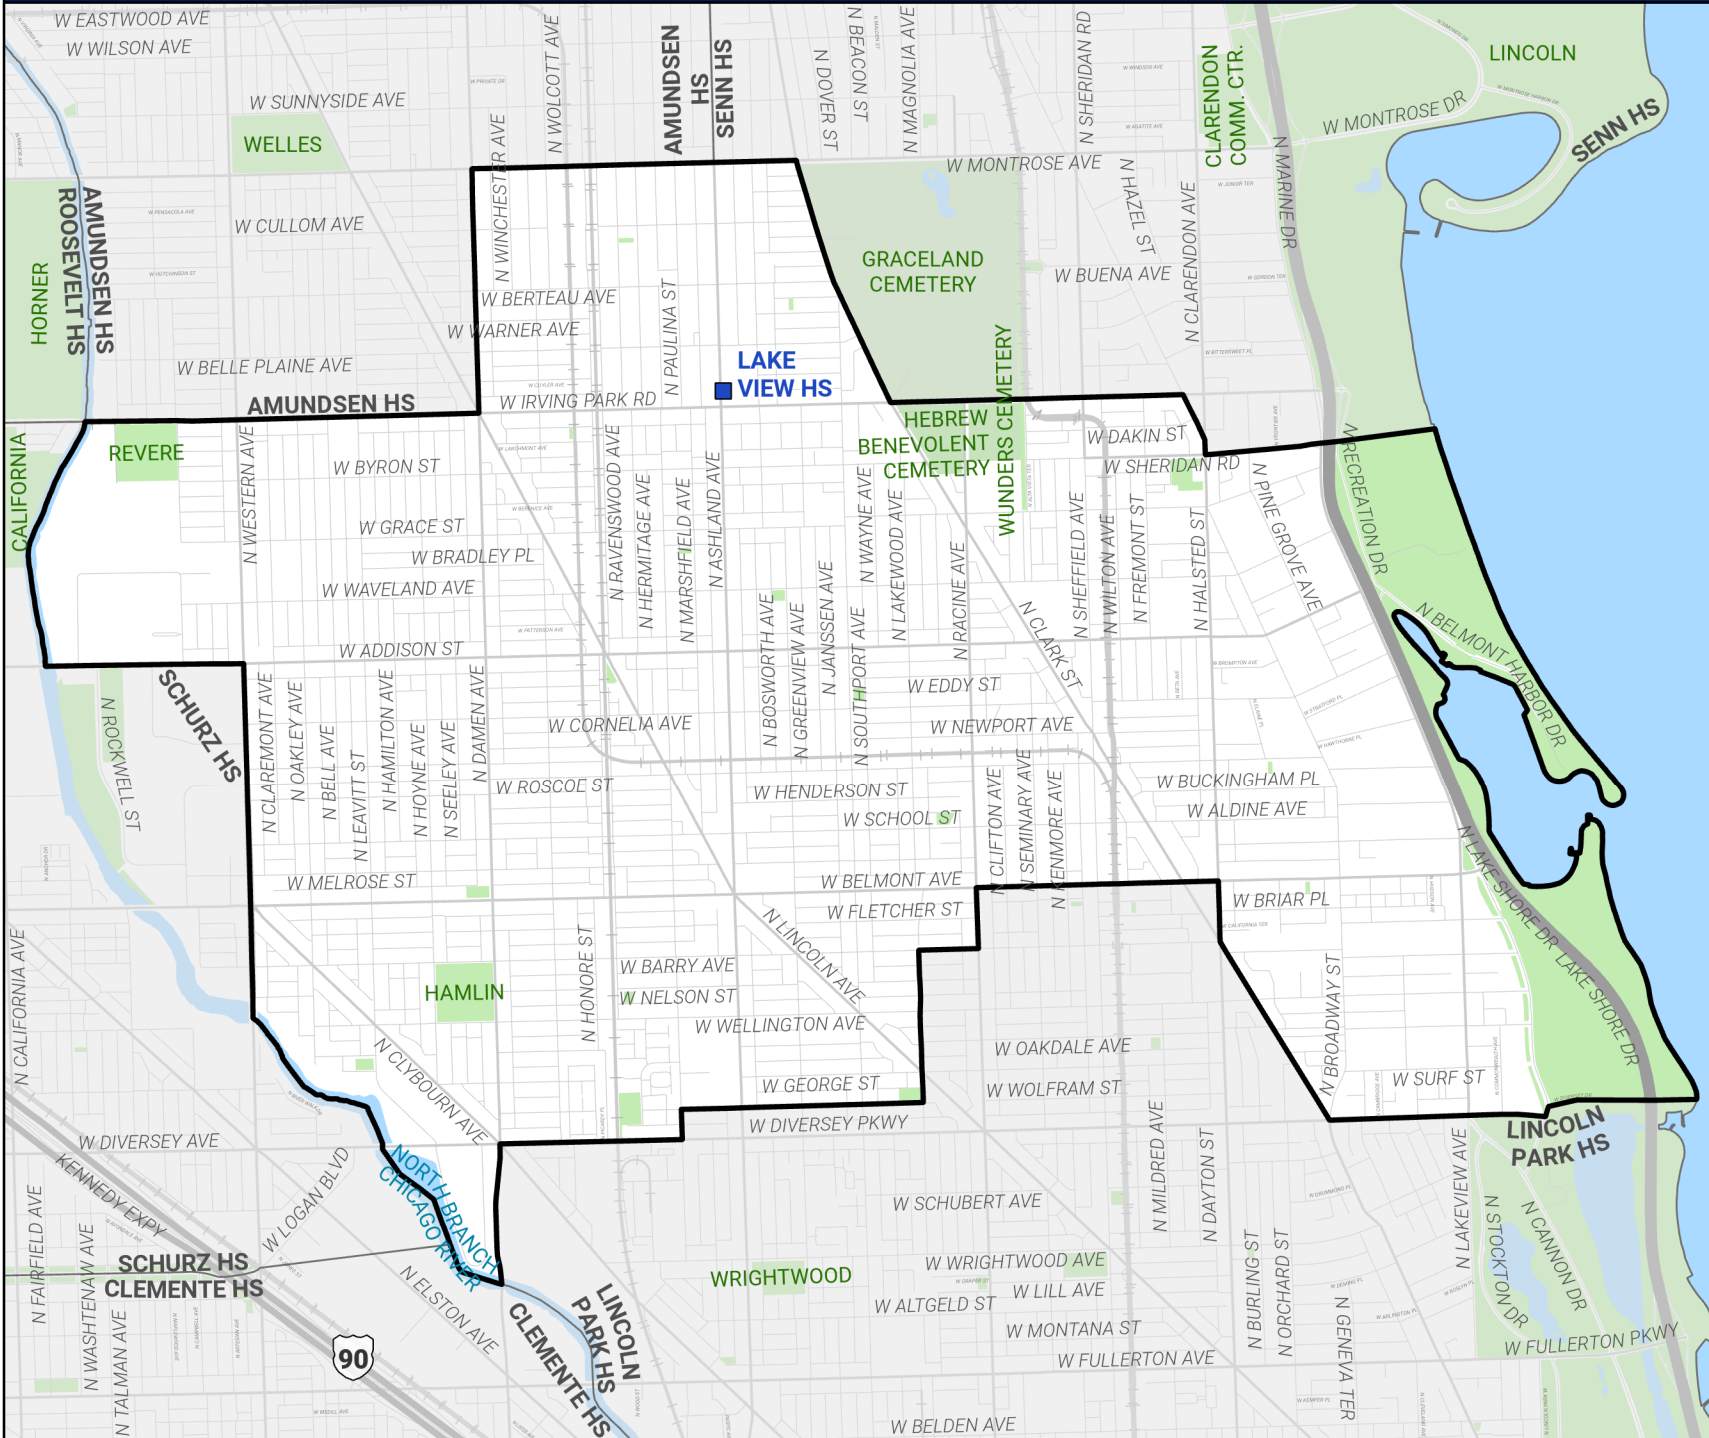 W EASTWOOD AVE
W WILSON AVE
W SUNNYSIDE AVE
WELLES
N WOLCOTT AVE
AMUNDSEN
HS
SENN HS
N DOVER ST
N BEACON ST
N MAGNOLIA AVE
N SHERIDAN RD
CLARENDON
COMM. CTR.
LINCOLN
W MONTROSE DR
SENN HS
N MARINE DR
W MONTROSE AVE
N HAZEL ST
N CLARENDON AVE
W BUENA AVE
GRACELAND
CEMETERY
N WINCHESTER AVE
W CULLOM AVE
HORNER
AMUNDSEN HS
ROOSEVELT HS
W BERTEAU AVE
W WARNER AVE
N PAULINA ST
W BELLE PLAINE AVE
AMUNDSEN HS
W IRVING PARK RD
LAKE
VIEW HS
WUNDERS CEMETERY
HEBREW
BENEVOLENT
CEMETERY
W DAKIN ST
W SHERIDAN RD
CALIFORNIA
REVERE
N WESTERN AVE
W BYRON ST
W GRACE ST
W BRADLEY PL
W WAVELAND AVE
W ADDISON ST
N RAVENSWOOD AVE
N HERMITAGE AVE
N MARSHFIELD AVE
N ASHLAND AVE
N BOSWORTH AVE
N GREENVIEW AVE
N JANSSEN AVE
N SOUTHPORT AVE
N WAYNE AVE
N LAKEWOOD AVE
N RACINE AVE
N CLARK ST
N SHEFFIELD AVE
N WILTON AVE
N FREMONT ST
N HALSTED ST
N PINE GROVE AVE
N RECREATION DR
N BELMONT HARBOR DR
SCHURZ HS
N ROCKWELL ST
N CLAREMONT AVE
N OAKLEY AVE
N BELL AVE
N LEAVITT ST
N HAMILTON AVE
N HOYNE AVE
N SEELEY AVE
N DAMEN AVE
W CORNELIA AVE
W EDDY ST
W NEWPORT AVE
W ROSCOE ST
W HENDERSON ST
W SCHOOL ST
N CLIFTON AVE
N SEMINARY AVE
N KENMORE AVE
W BUCKINGHAM PL
W ALDINE AVE
W MELROSE ST
W BELMONT AVE
W FLETCHER ST
W BRIAR PL
N LAKE SHORE DR
LAKE SHORE DR
N CALIFORNIA AVE
HAMLIN
N HONORE ST
W BARRY AVE
W NELSON ST
W WELLINGTON AVE
N LINCOLN AVE
W GEORGE ST
W OAKDALE AVE
W WOLFRAM ST
N BROADWAY ST
W SURF ST
N CLYBOURN AVE
W DIVERSEY PKWY
W DIVERSEY AVE
LINCOLN
PARK HS
KENNEDY EXPY
W LOGAN BLVD
NORTH BRANCH
CHICAGO RIVER
N FAIRFIELD AVE
N WASHTENAW AVE
N TALMAN AVE
SCHURZ HS
CLEMENTE HS
90
N ELSTON AVE
CLEMENTE HS
LINCOLN
PARK HS
WRIGHTWOOD
W SCHUBERT AVE
W WRIGHTWOOD AVE
W LILL AVE
W ALTGELD ST
W MONTANA ST
W FULLERTON AVE
W BELDEN AVE
N MILDRED AVE
N DAYTON ST
N BURLING ST
N ORCHARD ST
N GENEVA TER
N LAKEVIEW AVE
N STOCKTON DR
N CANNON DR
W FULLERTON PKWY